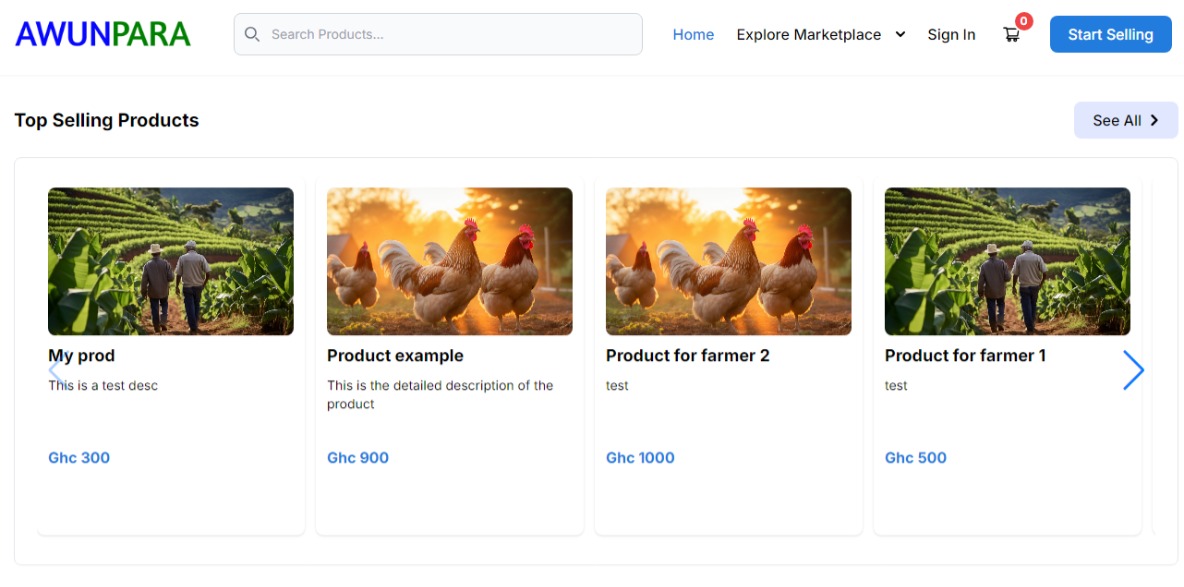 AWUNPARA
Search Products...
Home
Explore Marketplace
Sign In
0
Start Selling
Top Selling Products
See All
My prod
This is a test desc
Ghc 300
Product example
This is the detailed description of the
product
Ghc 900
Product for farmer 2
test
Ghc 1000
Product for farmer 1
test
Ghc 500